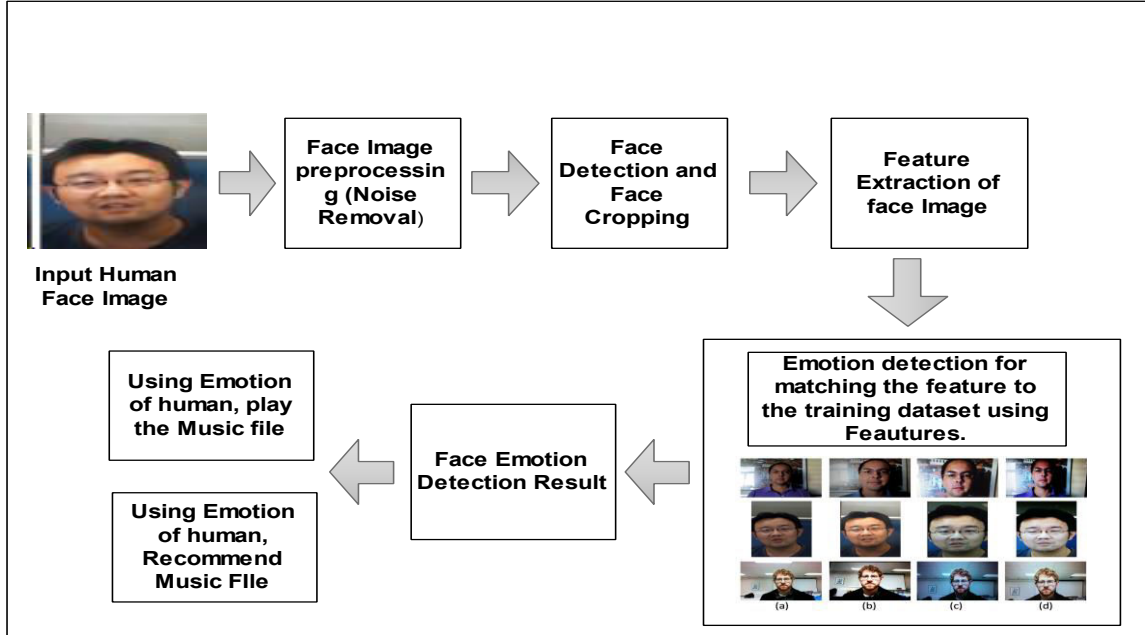 Input Human
Face Image
Face Image
preprocessin
g (Noise
Removal)
Face
Detection and
Face
Cropping
Feature
Extraction of
face Image
Emotion detection for
matching the feature to
the training dataset using
Feautures.
(a) (b) (c) (d)
Face Emotion
Detection Result
Using Emotion
of human, play
the Music file
Using Emotion
of human,
Recommend
Music FIle